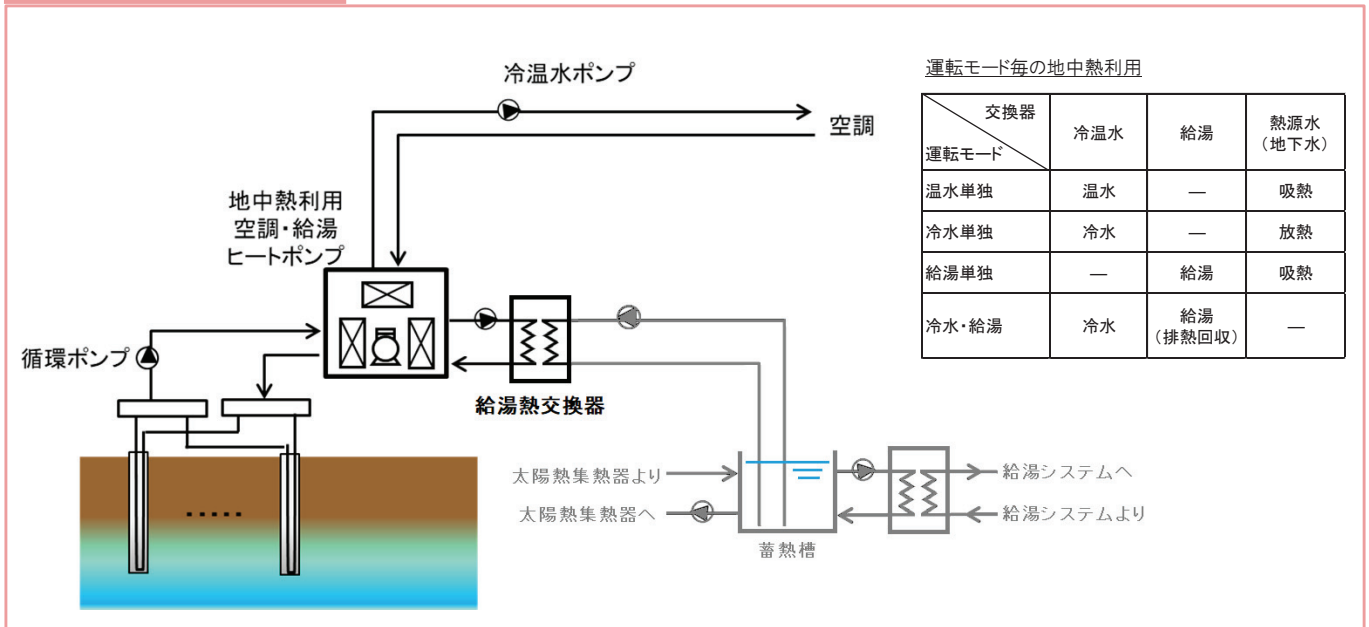 冷温水ポンプ
空調
地中熱利用
空調・給湯
ヒートポンプ
循環ポンプ
給湯熱交換器
太陽熱集熱器より
太陽熱集熱器へ
蓄熱槽
給湯システムへ
給湯システムより
運転モード毎の地中熱利用
交換器
運転モード
冷温水
給湯
熱源水
（地下水）
温水単独
温水
―
吸熱
冷水単独
冷水
―
放熱
給湯単独
―
給湯
吸熱
冷水・給湯
冷水
給湯
（排熱回収）
―